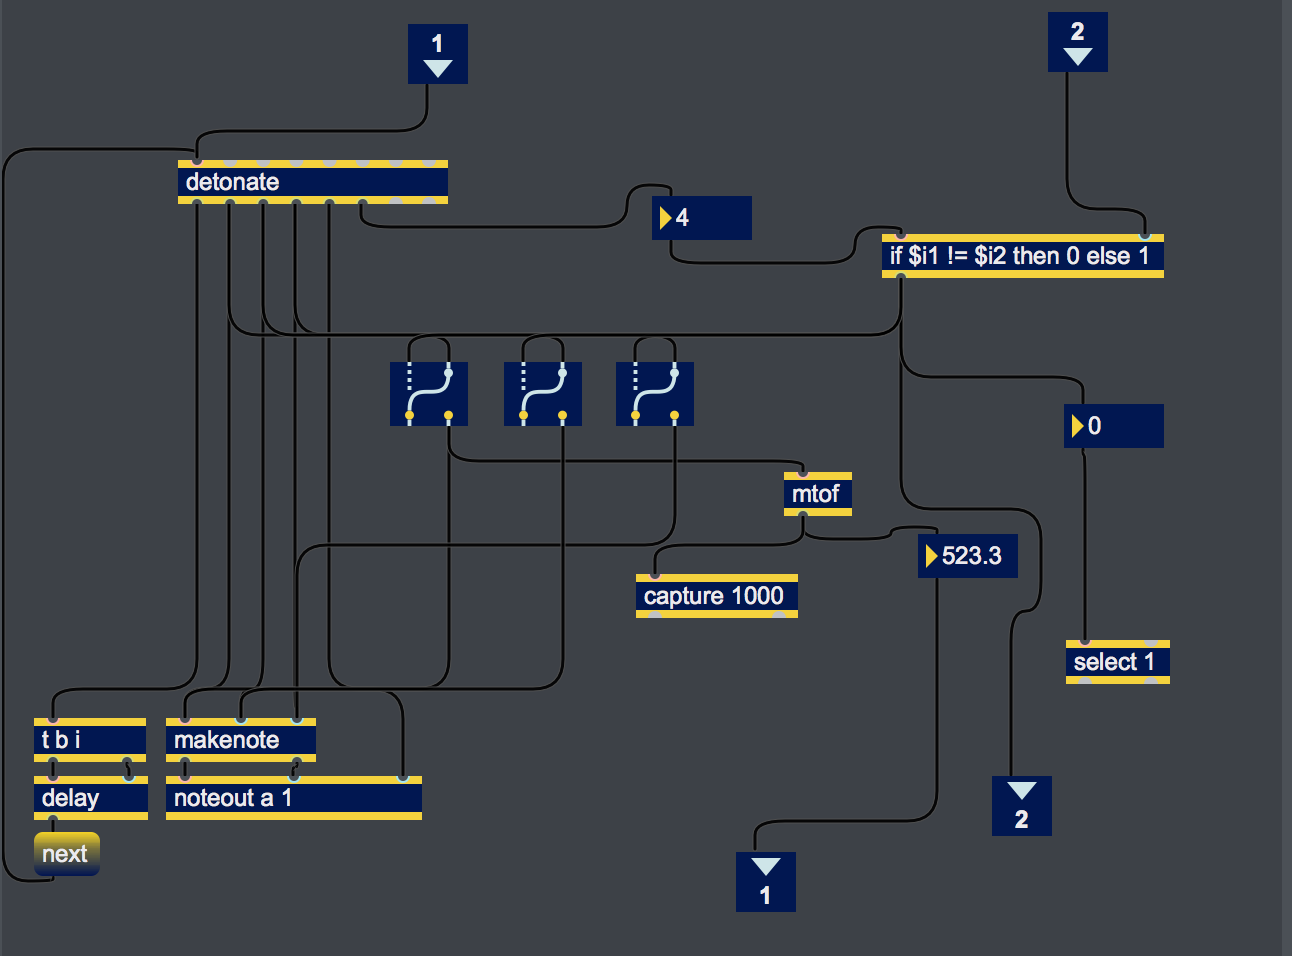 1
2
detonate
4
if $i1 != $i2 then 0 else 1
0
mtof
523.3
capture 1000
select 1
t b i
makenote
delay
noteout a 1
2
next
1